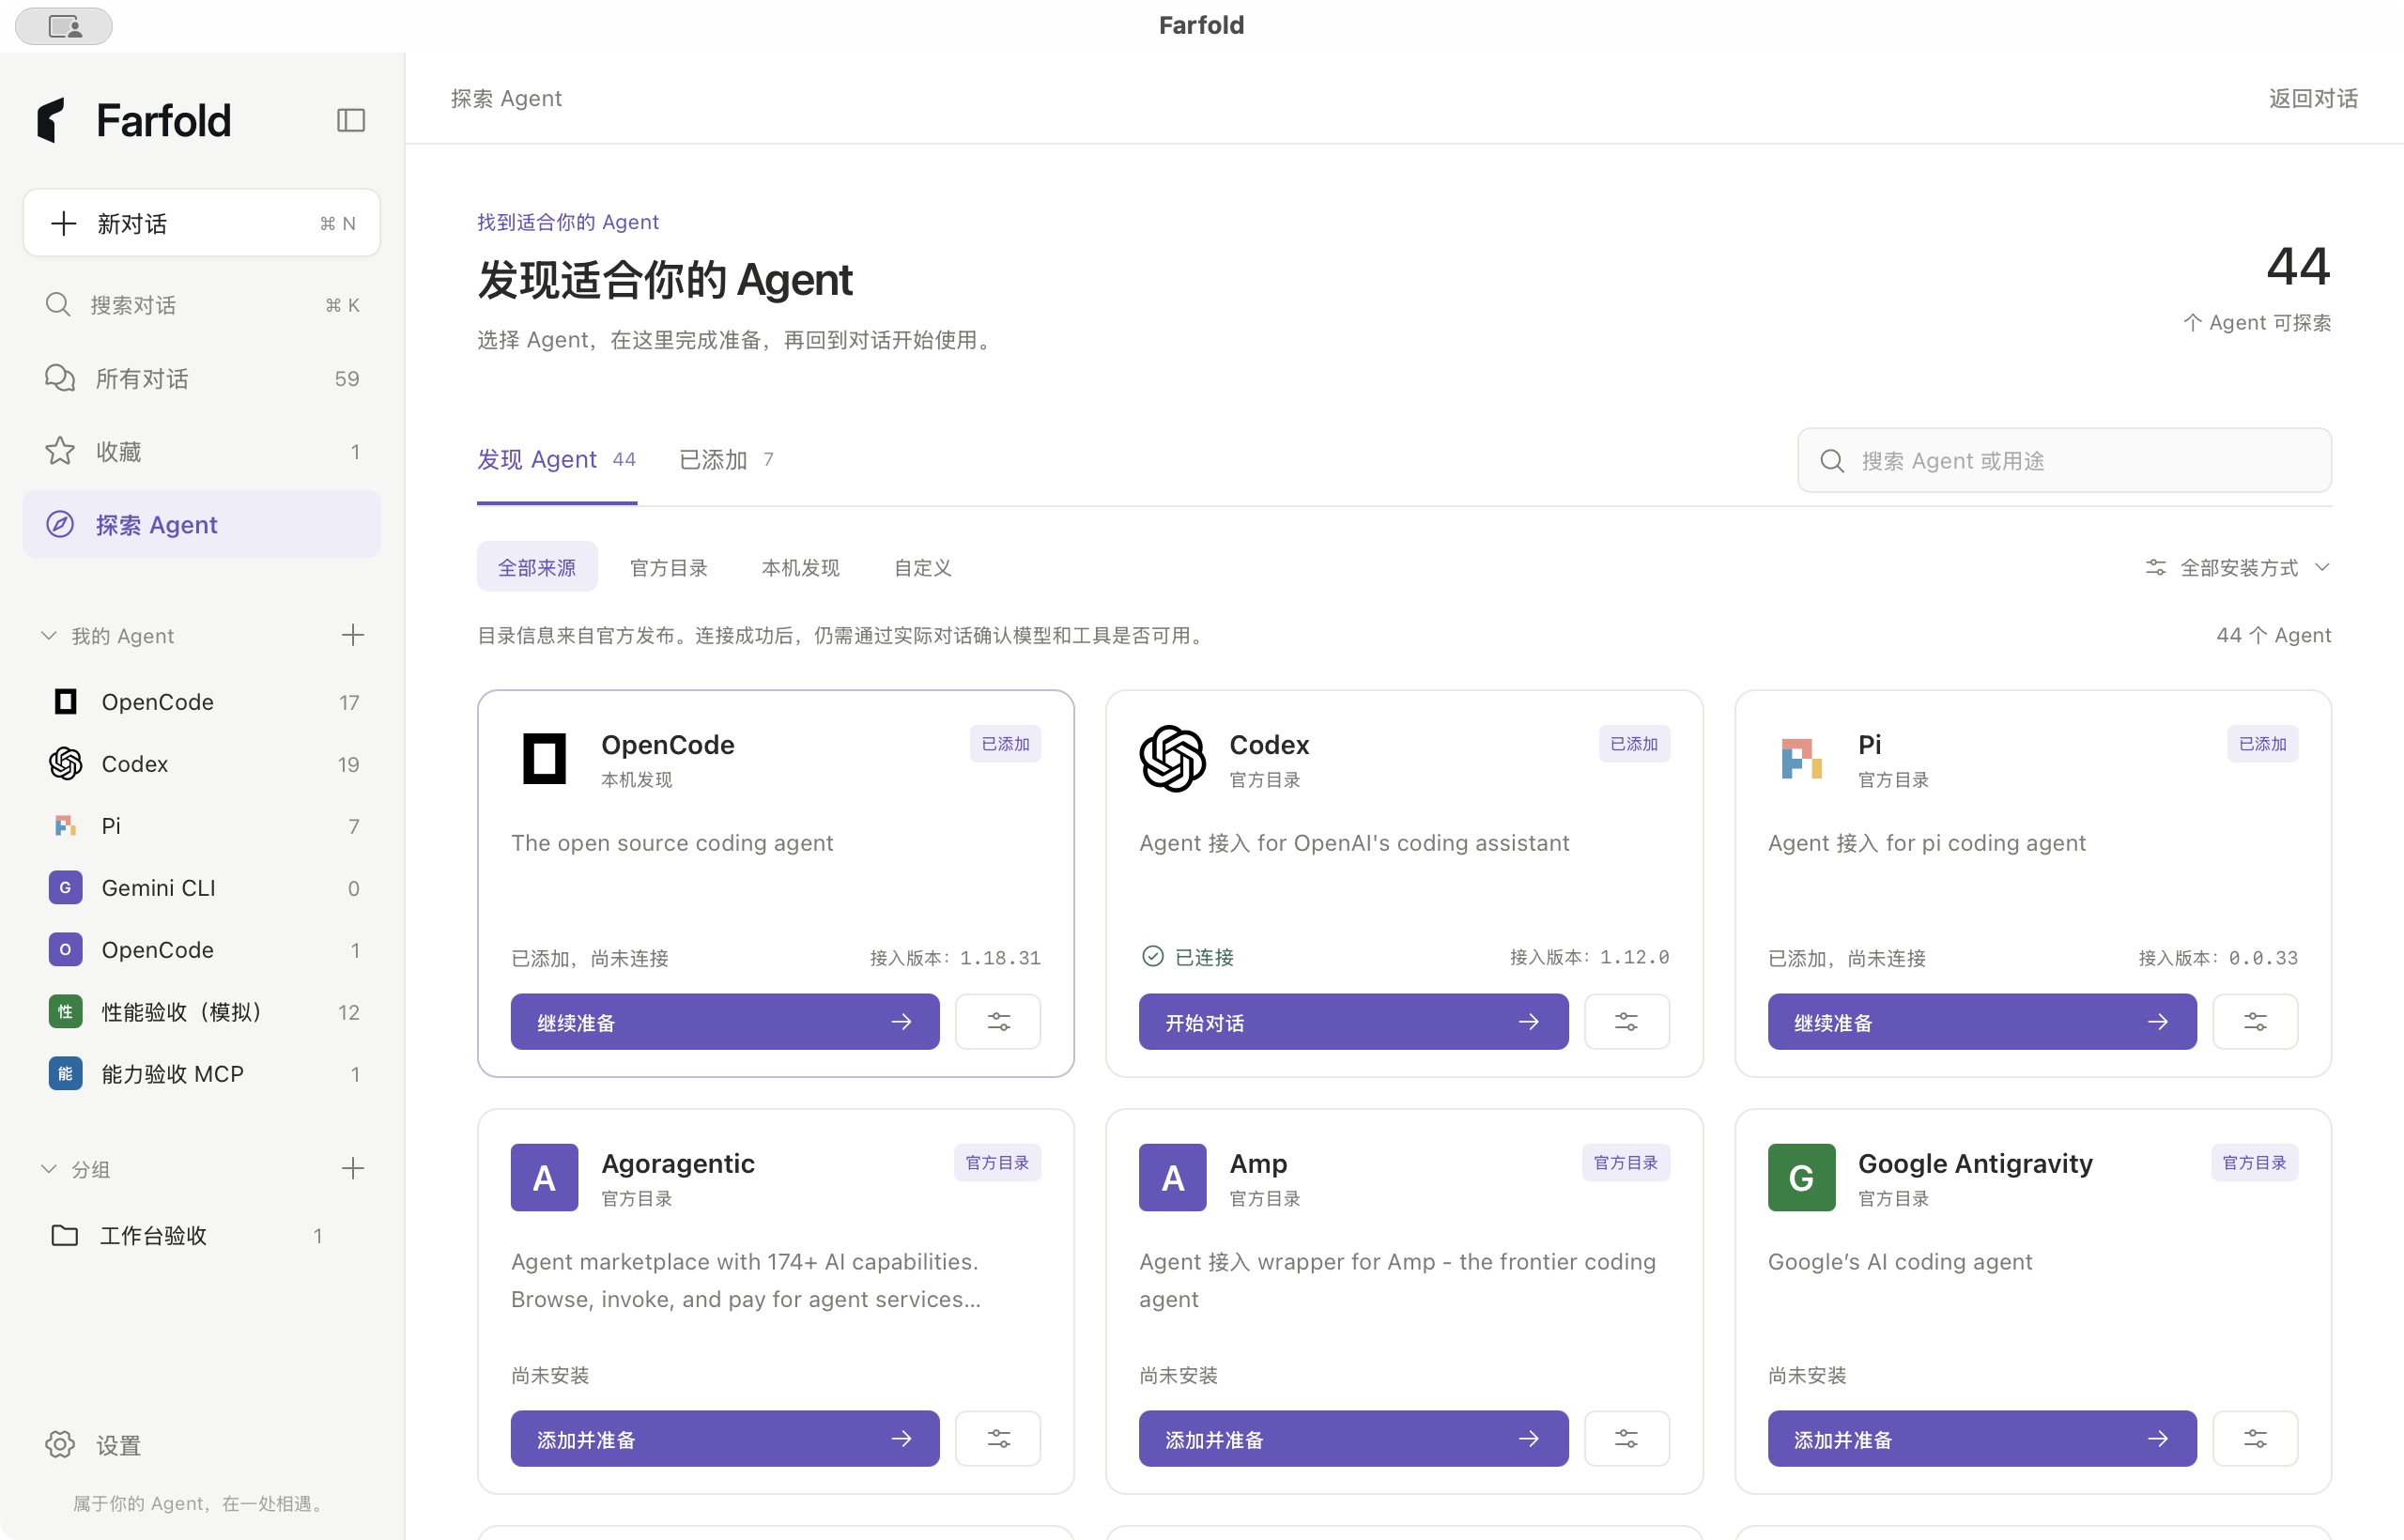 Farfold
Farfold
新对话 ⌘ N
搜索对话 ⌘ K
所有对话 59
收藏 1
探索 Agent
我的 Agent
OpenCode 17
Codex 19
Pi 7
G Gemini CLI 0
O OpenCode 1
性 性能验收（模拟） 12
能 能力验收 MCP 1
分组
工作台验收 1
设置
属于你的 Agent，在一处相遇。
探索 Agent 返回对话
找到适合你的 Agent
发现适合你的 Agent
选择 Agent，在这里完成准备，再回到对话开始使用。
44
个 Agent 可探索
发现 Agent 44 已添加 7
搜索 Agent 或用途
全部来源 官方目录 本机发现 自定义 全部安装方式
目录信息来自官方发布。连接成功后，仍需通过实际对话确认模型和工具是否可用。 44 个 Agent
OpenCode 已添加
本机发现
The open source coding agent
已添加，尚未连接 接入版本：1.18.31
继续准备
Codex 已添加
官方目录
Agent 接入 for OpenAI's coding assistant
已连接 接入版本：1.12.0
开始对话
Pi 已添加
官方目录
Agent 接入 for pi coding agent
已添加，尚未连接 接入版本：0.0.33
继续准备
A Agoragentic 官方目录
官方目录
Agent marketplace with 174+ AI capabilities.
Browse, invoke, and pay for agent services...
尚未安装
添加并准备
A Amp 官方目录
官方目录
Agent 接入 wrapper for Amp - the frontier coding
agent
尚未安装
添加并准备
G Google Antigravity 官方目录
官方目录
Google’s AI coding agent
尚未安装
添加并准备